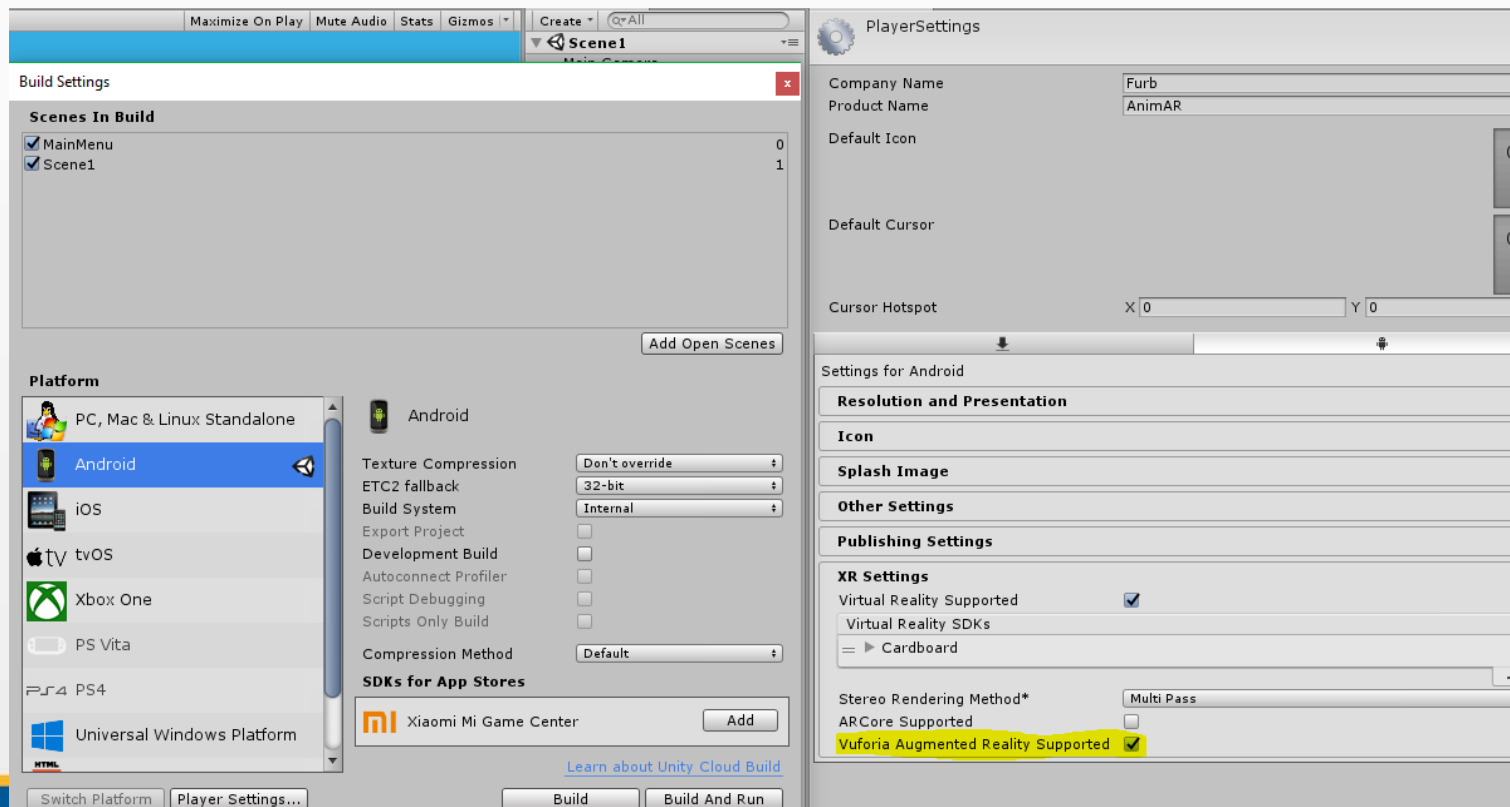 Maximize On Play Mute Audio Stats Gizmos
Create All
Scene1
Main Camera
Build Settings
x
Scenes In Build
MainMenu 0
Scene1 1
Add Open Scenes
Platform
PC, Mac & Linux Standalone
Android
iOS
tv tvOS
Xbox One
PS Vita
PS4 PS4
Universal Windows Platform
HTML
Android
Texture Compression Don't override
ETC2 fallback 32-bit
Build System Internal
Export Project
Development Build
Autoconnect Profiler
Script Debugging
Scripts Only Build
Compression Method Default
SDKs for App Stores
Xiaomi Mi Game Center Add
Learn about Unity Cloud Build
Switch Platform Player Settings... Build Build And Run
PlayerSettings
Company Name Furb
Product Name AnimAR
Default Icon
Default Cursor
Cursor Hotspot X 0 Y 0
Settings for Android
Resolution and Presentation
Icon
Splash Image
Other Settings
Publishing Settings
XR Settings
Virtual Reality Supported
Virtual Reality SDKs
Cardboard
Stereo Rendering Method* Multi Pass
ARCore Supported
Vuforia Augmented Reality Supported